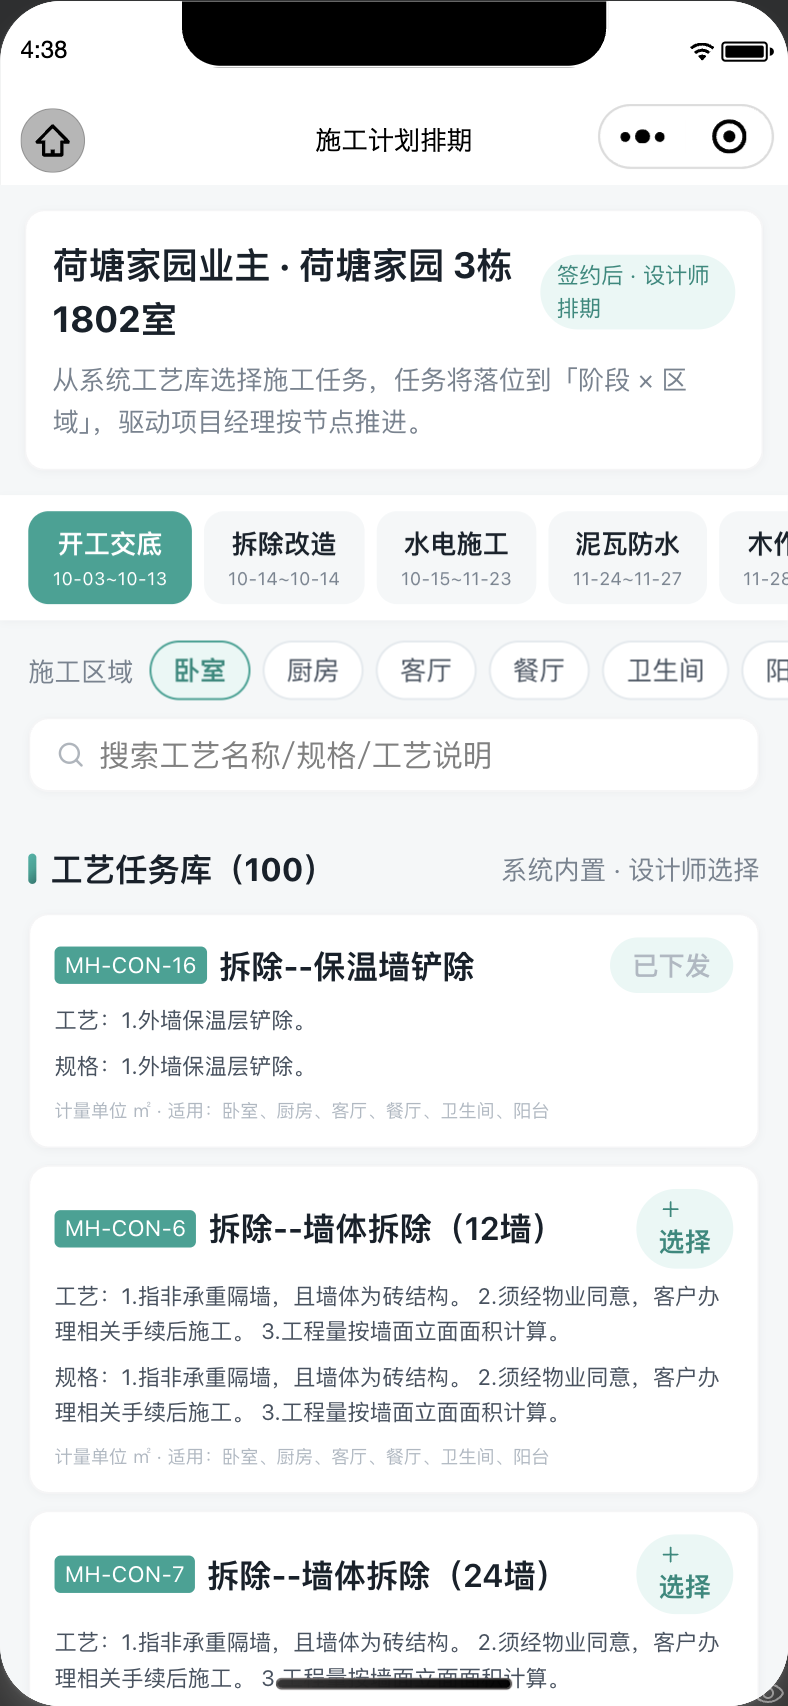 4:38
施工计划排期
荷塘家园业主 · 荷塘家园 3栋
1802室
签约后 · 设计师
排期
从系统工艺库选择施工任务，任务将落位到「阶段 × 区
域」，驱动项目经理按节点推进。
开工交底
10-03~10-13
拆除改造
10-14~10-14
水电施工
10-15~11-23
泥瓦防水
11-24~11-27
木作
11-28
施工区域
卧室
厨房
客厅
餐厅
卫生间
阳
搜索工艺名称/规格/工艺说明
工艺任务库（100）
系统内置 · 设计师选择
MH-CON-16 拆除--保温墙铲除
已下发
工艺：1.外墙保温层铲除。
规格：1.外墙保温层铲除。
计量单位 ㎡ · 适用：卧室、厨房、客厅、餐厅、卫生间、阳台
MH-CON-6 拆除--墙体拆除（12墙）
+
选择
工艺：1.指非承重隔墙，且墙体为砖结构。 2.须经物业同意，客户办
理相关手续后施工。 3.工程量按墙面立面面积计算。
规格：1.指非承重隔墙，且墙体为砖结构。 2.须经物业同意，客户办
理相关手续后施工。 3.工程量按墙面立面面积计算。
计量单位 ㎡ · 适用：卧室、厨房、客厅、餐厅、卫生间、阳台
MH-CON-7 拆除--墙体拆除（24墙）
+
选择
工艺：1.指非承重隔墙，且墙体为砖结构。 2.须经物业同意，客户办
理相关手续后施工。 3.工程量按墙面立面面积计算。